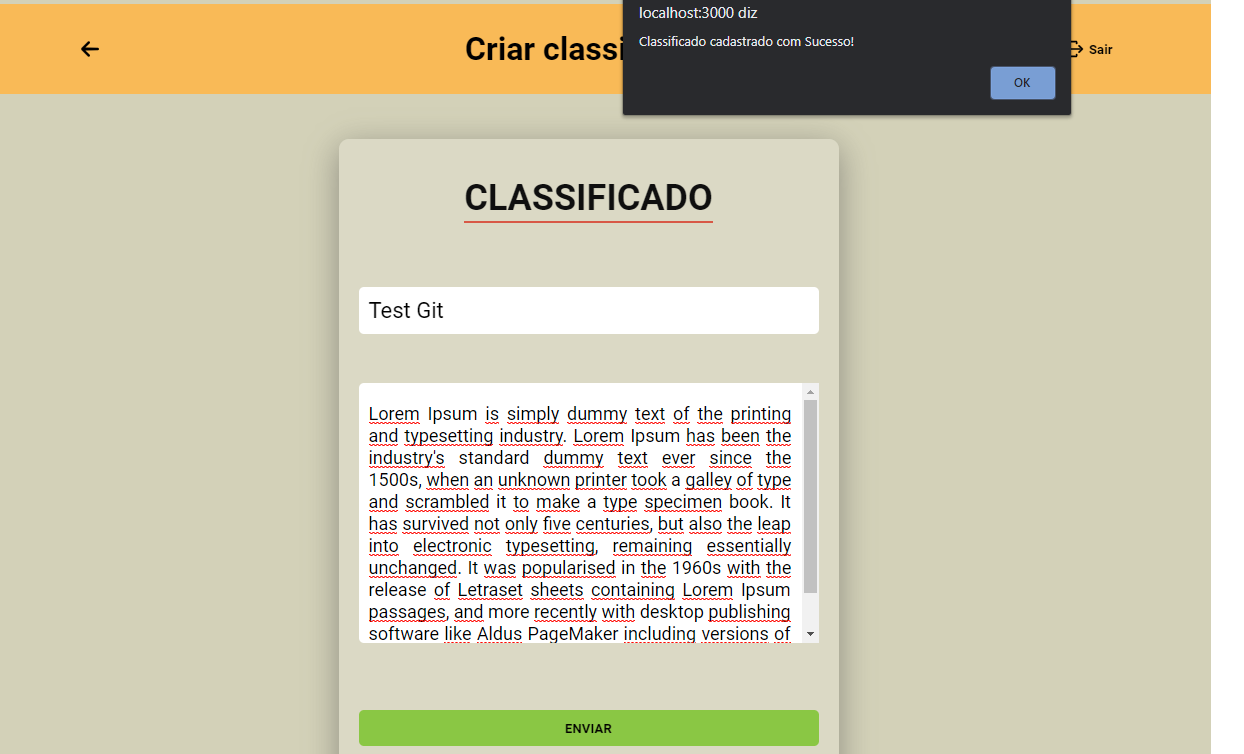 localhost:3000 diz
Classificado cadastrado com Sucesso!
OK
Criar classi
Sair
CLASSIFICADO
Test Git
Lorem Ipsum is simply dummy text of the printing
and typesetting industry. Lorem Ipsum has been the
industry's standard dummy text ever since the
1500s, when an unknown printer took a galley of type
and scrambled it to make a type specimen book. It
has survived not only five centuries, but also the leap
into electronic typesetting, remaining essentially
unchanged. It was popularised in the 1960s with the
release of Letraset sheets containing Lorem Ipsum
passages, and more recently with desktop publishing
software like Aldus PageMaker including versions of
ENVIAR